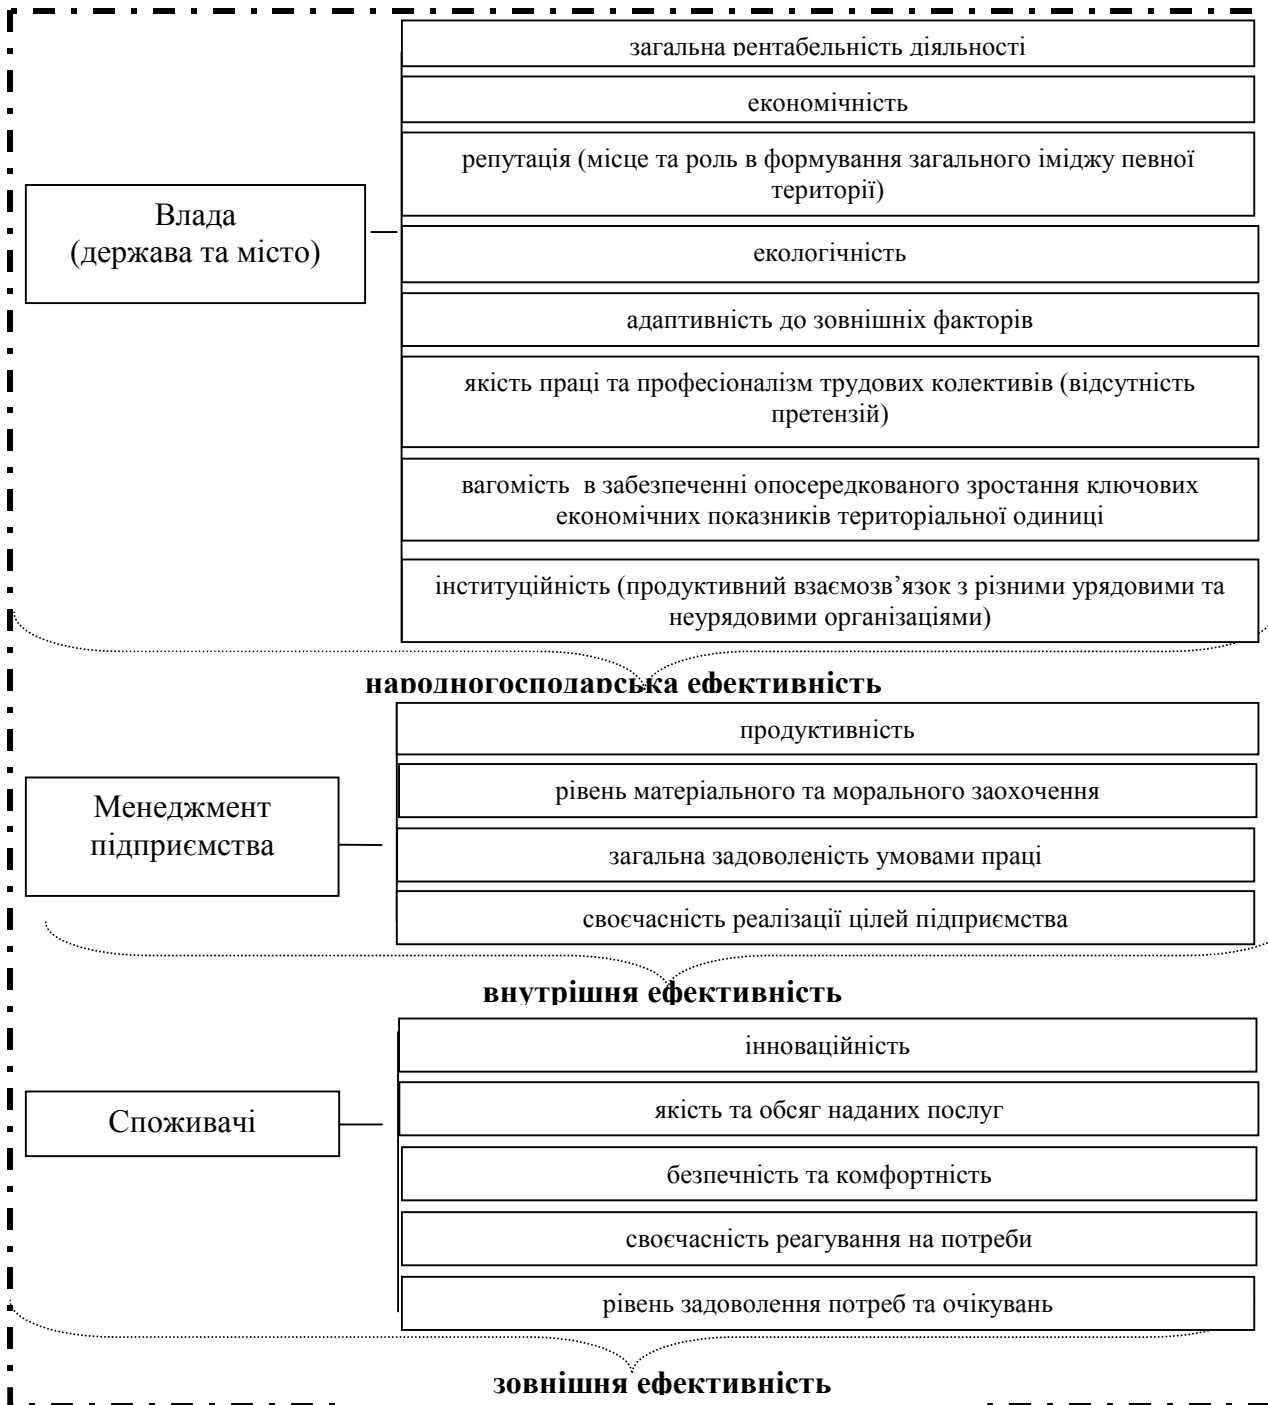 загальна рентабельність діяльності
економічність
репутація (місце та роль в формування загального іміджу певної
території)
Влада
(держава та місто)
екологічність
адаптивність до зовнішніх факторів
якість праці та професіоналізм трудових колективів (відсутність
претензій)
вагомість в забезпеченні опосередкованого зростання ключових
економічних показників територіальної одиниці
інституційність (продуктивний взаємозв’язок з різними урядовими та
неурядовими організаціями)
народногосподарська ефективність
продуктивність
рівень матеріального та морального заохочення
Менеджмент
підприємства
загальна задоволеність умовами праці
своєчасність реалізації цілей підприємства
внутрішня ефективність
інноваційність
якість та обсяг наданих послуг
Споживачі
безпечність та комфортність
своєчасність реагування на потреби
рівень задоволення потреб та очікувань
зовнішня ефективність